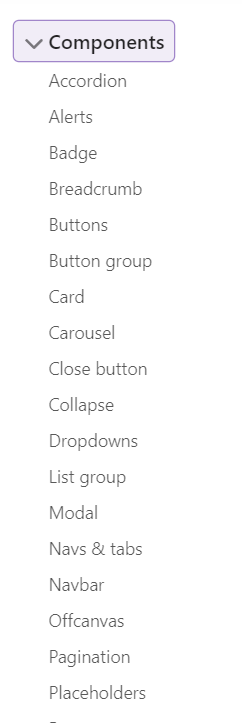 Components
Accordion
Alerts
Badge
Breadcrumb
Buttons
Button group
Card
Carousel
Close button
Collapse
Dropdowns
List group
Modal
Navs & tabs
Navbar
Offcanvas
Pagination
Placeholders